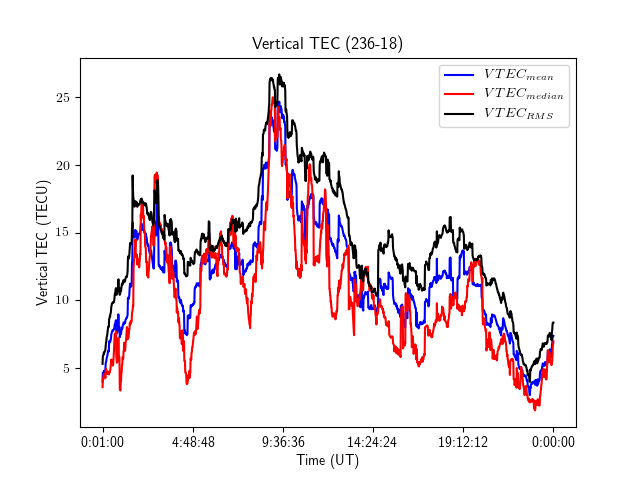 Vertical TEC (236-18)
VTEC_mean
VTEC_median
VTEC_RMS
25
20
15
10
5
Vertical TEC (TECU)
0:01:00 4:48:48 9:36:36 14:24:24 19:12:12 0:00:00
Time (UT)